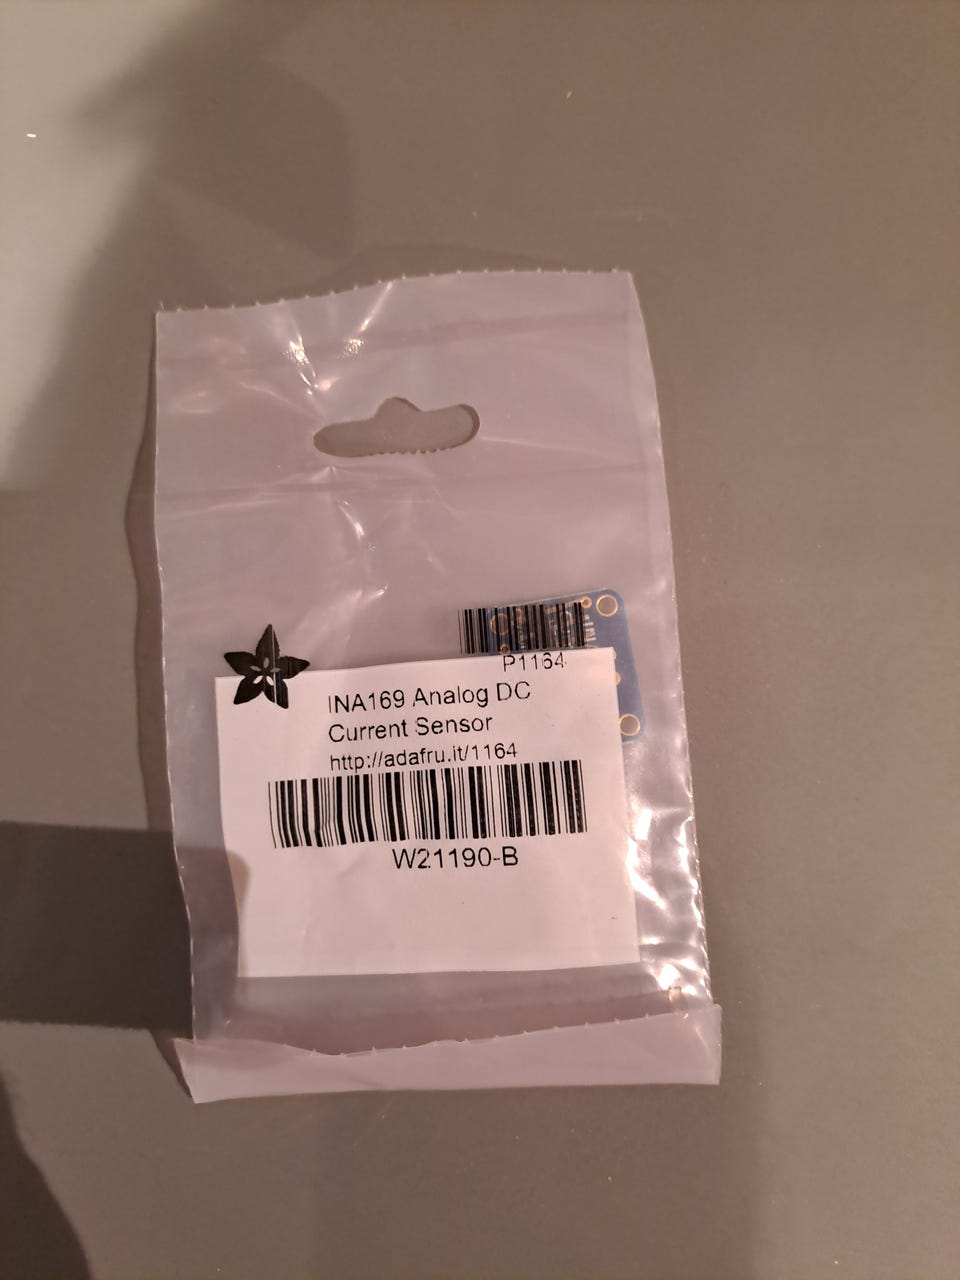 P1164
INA169 Analog DC
Current Sensor
http://adafru.it/1164
W21190-B